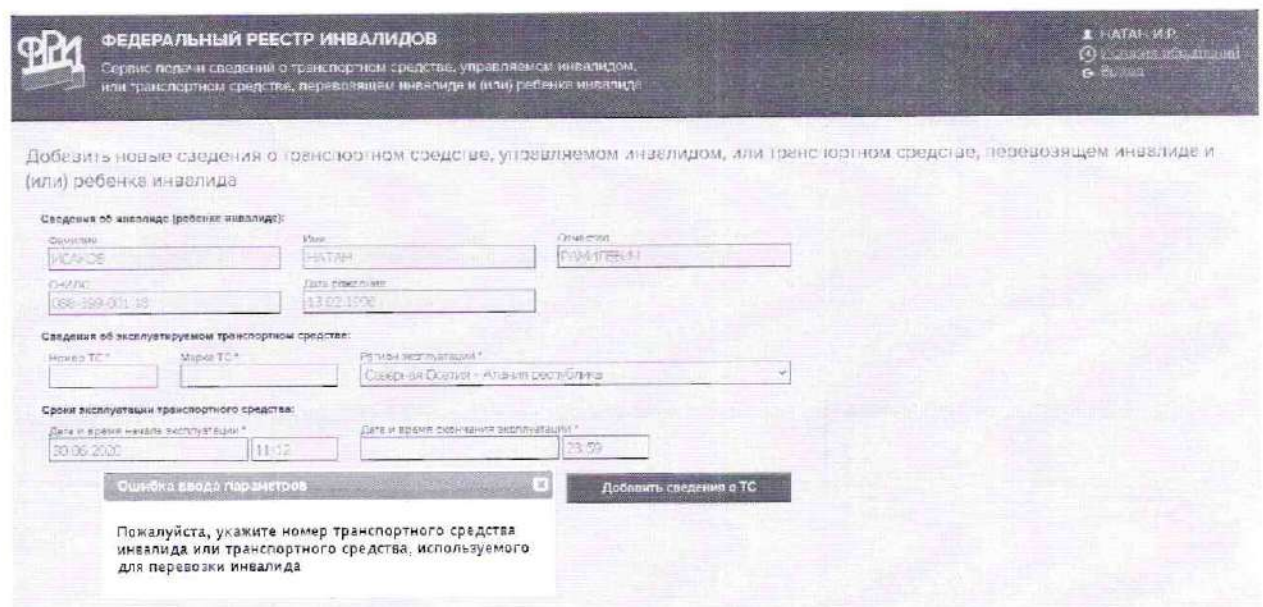 ФРИ
ФЕДЕРАЛЬНЫЙ РЕЕСТР ИНВАЛИДОВ
Сервис подачи сведений о транспортном средстве, управляемом инвалидом,
или транспортном средстве, перевозящем инвалида и (или) ребенка инвалида
НАТАН И.Р.
Добавить новые сведения о транспортном средстве, управляемом инвалидом, или транспортном средстве, перевозящем инвалида и
(или) ребенка инвалида
Сведения об инвалиде (ребенке инвалиде):
Фамилия Имя Отчество
ИСАКОВ НАТАН РАМИЛЕВИЧ
СНИЛС Дата рождения
Сведения об эксплуатируемом транспортном средстве:
Номер ТС * Марка ТС * Регион эксплуатации *
Северная Осетия - Алания республика
Сроки эксплуатации транспортного средства:
Дата и время начала эксплуатации * Дата и время окончания эксплуатации *
30.06.2020 11:12 23:59
Ошибка ввода параметров
Добавить сведения о ТС
Пожалуйста, укажите номер транспортного средства
инвалида или транспортного средства, используемого
для перевозки инвалида